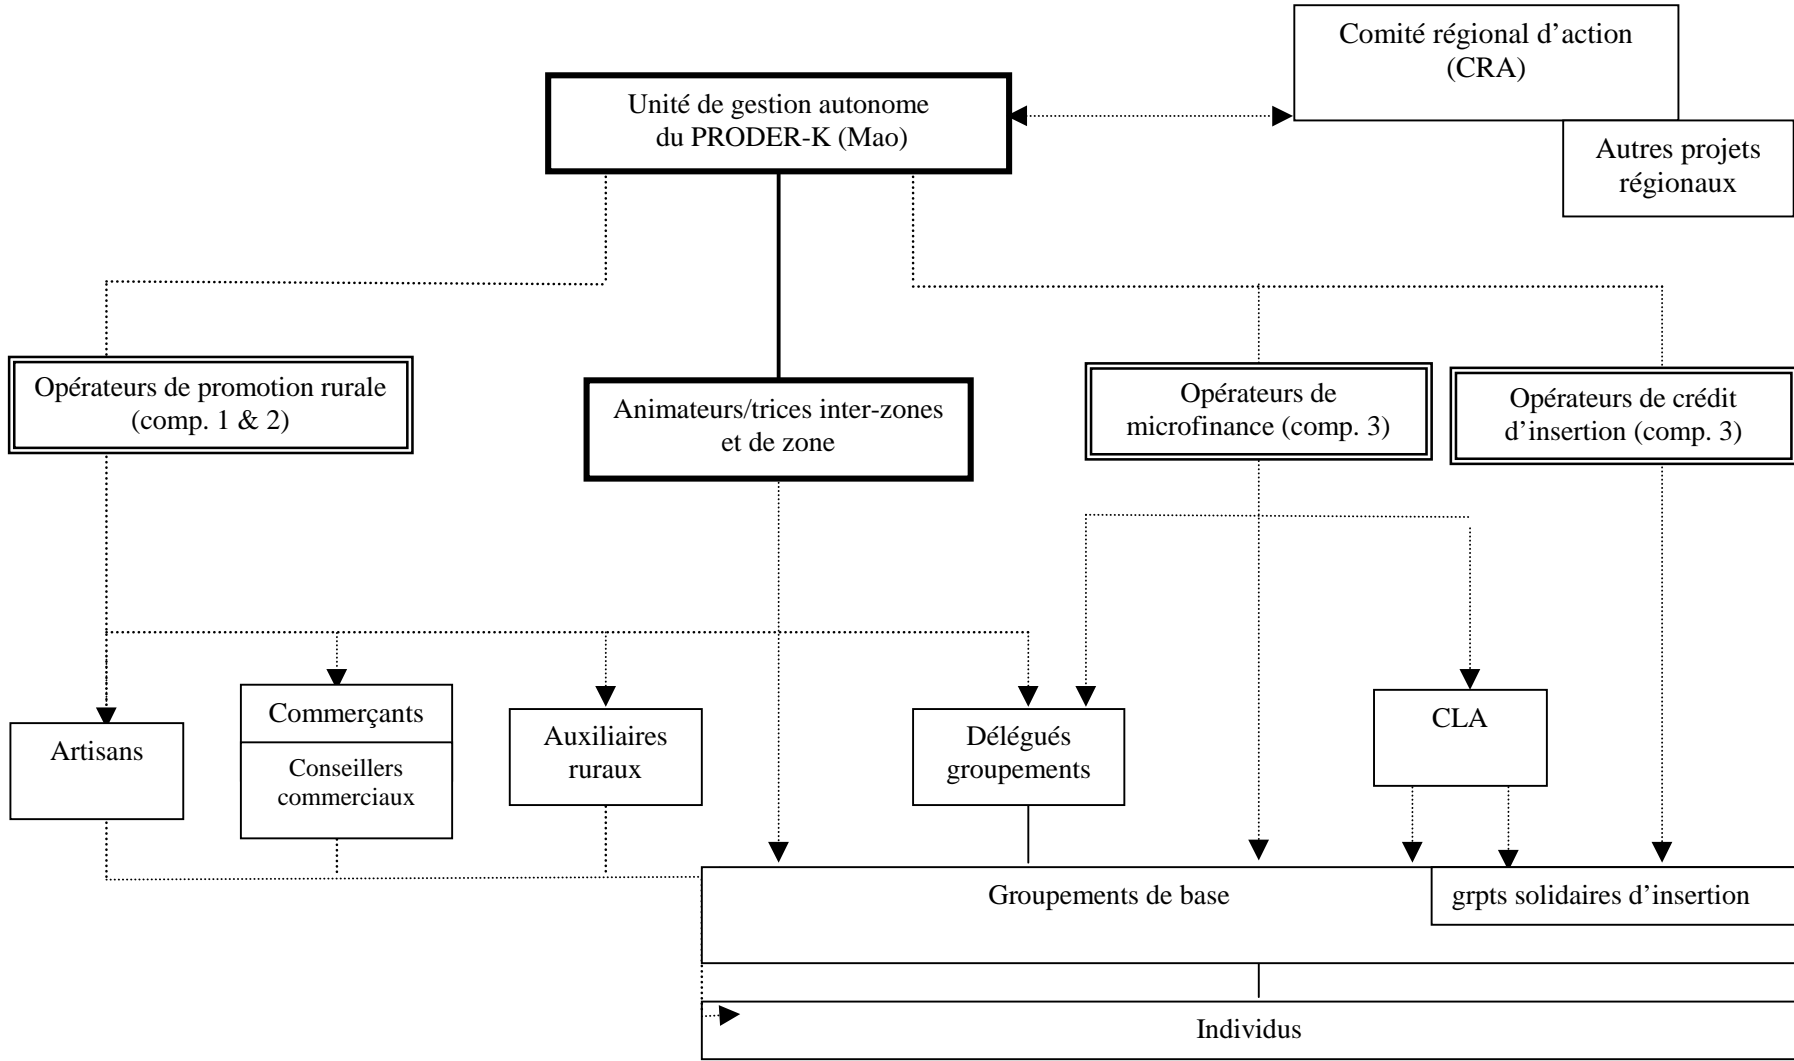 Comité régional d’action
(CRA)
Unité de gestion autonome
du PRODER-K (Mao)
Autres projets
régionaux
Opérateurs de promotion rurale
(comp. 1 & 2)
Animateurs/trices inter-zones
et de zone
Opérateurs de
microfinance (comp. 3)
Opérateurs de crédit
d’insertion (comp. 3)
Artisans
Commerçants
Conseillers
commerciaux
Auxiliaires
ruraux
Délégués
groupements
CLA
Groupements de base
grpts solidaires d’insertion
Individus